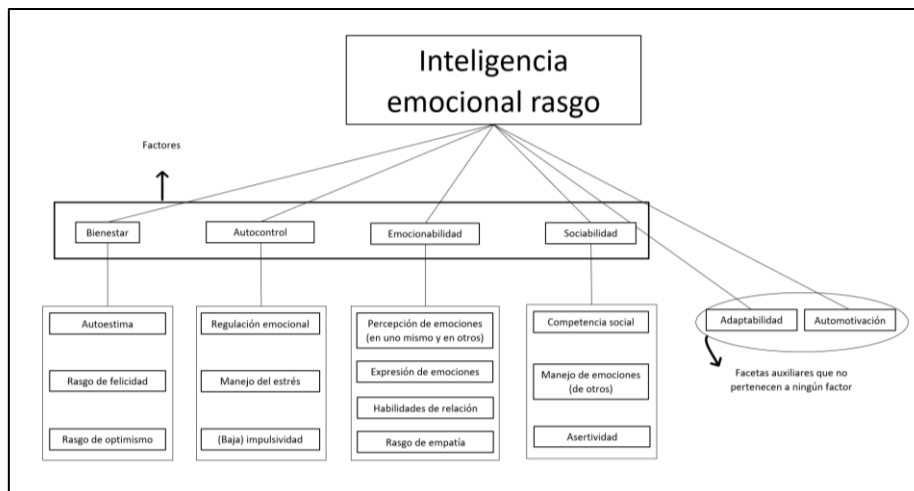 Inteligencia
emocional rasgo
Factores
Bienestar
Autocontrol
Emocionabilidad
Sociabilidad
Adaptabilidad
Automotivación
Facetas auxiliares que no
pertenecen a ningún factor
Autoestima
Rasgo de felicidad
Rasgo de optimismo
Regulación emocional
Manejo del estrés
(Baja) impulsividad
Percepción de emociones
(en uno mismo y en otros)
Expresión de emociones
Habilidades de relación
Rasgo de empatía
Competencia social
Manejo de emociones
(de otros)
Asertividad